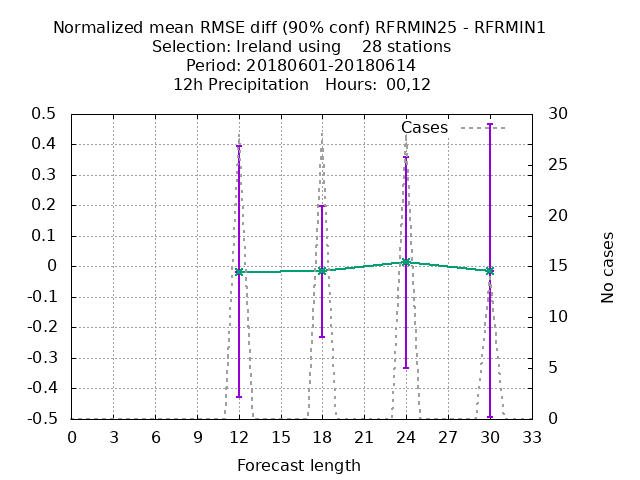 Normalized mean RMSE diff (90% conf) RFRMIN25 - RFRMIN1
Selection: Ireland using    28 stations
Period: 20180601-20180614
12h Precipitation   Hours:  00,12
Cases
0.5
0.4
0.3
0.2
0.1
0
-0.1
-0.2
-0.3
-0.4
-0.5
30
25
20
15
10
5
0
No cases
0 3 6 9 12 15 18 21 24 27 30 33
Forecast length